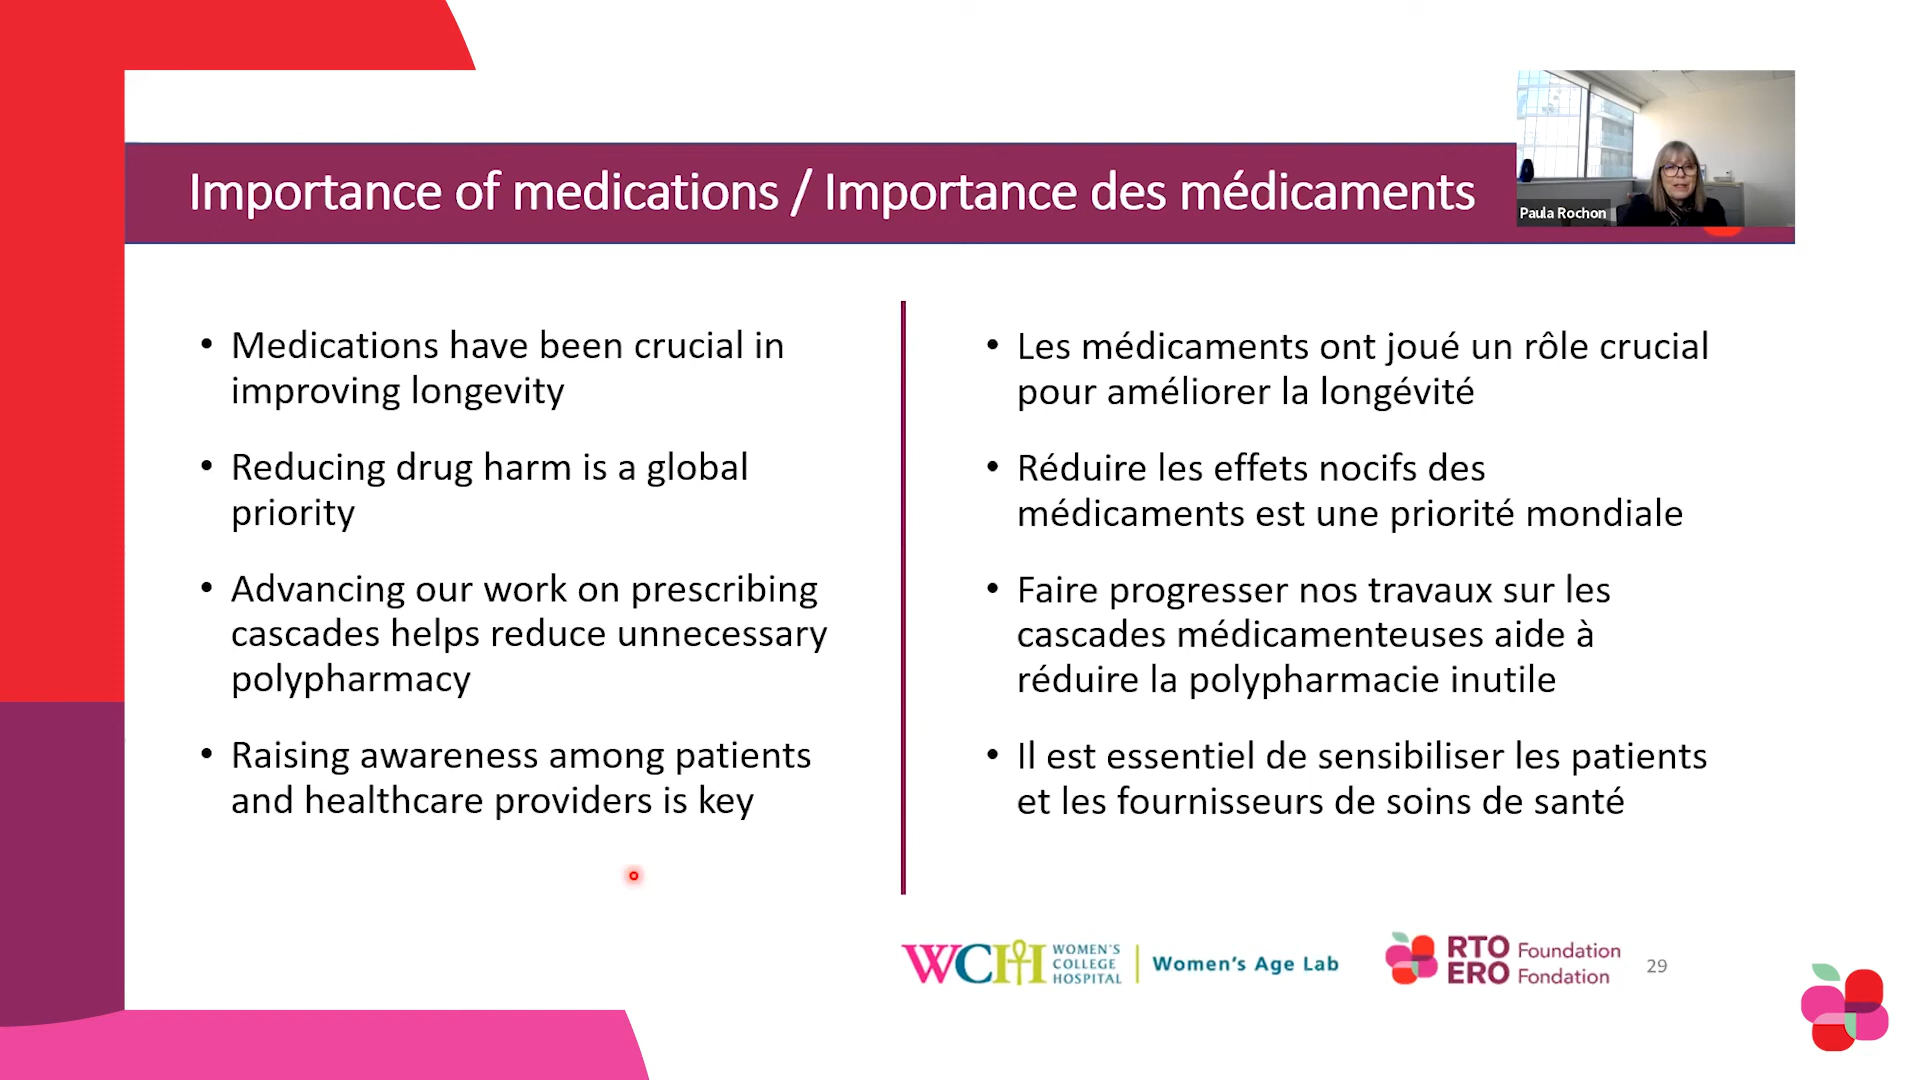 Importance of medications / Importance des médicaments
Paula Rochon
• Medications have been crucial in
improving longevity
• Reducing drug harm is a global
priority
• Advancing our work on prescribing
cascades helps reduce unnecessary
polypharmacy
• Raising awareness among patients
and healthcare providers is key
• Les médicaments ont joué un rôle crucial
pour améliorer la longévité
• Réduire les effets nocifs des
médicaments est une priorité mondiale
• Faire progresser nos travaux sur les
cascades médicamenteuses aide à
réduire la polypharmacie inutile
• Il est essentiel de sensibiliser les patients
et les fournisseurs de soins de santé
WCH
WOMEN'S
COLLEGE
HOSPITAL
Women's Age Lab
RTO
ERO
Foundation
Fondation
29